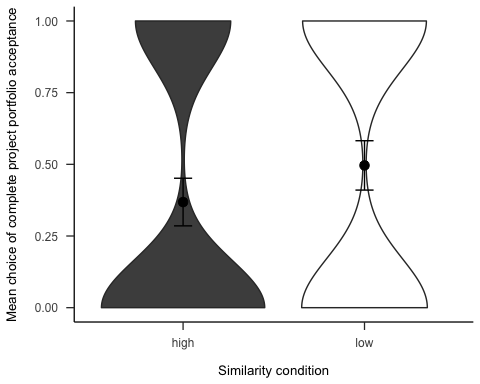 Mean choice of complete project portfolio acceptance
1.00
0.75
0.50
0.25
0.00
high low
Similarity condition